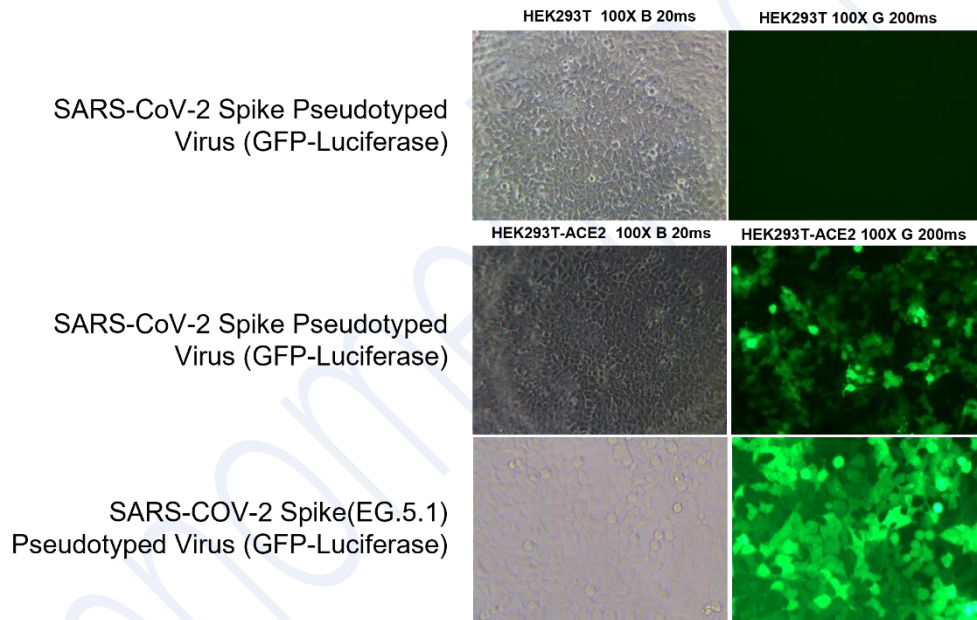 HEK293T 100X B 20ms
HEK293T 100X G 200ms
SARS-CoV-2 Spike Pseudotyped
Virus (GFP-Luciferase)
HEK293T-ACE2 100X B 20ms
HEK293T-ACE2 100X G 200ms
SARS-CoV-2 Spike Pseudotyped
Virus (GFP-Luciferase)
SARS-COV-2 Spike(EG.5.1)
Pseudotyped Virus (GFP-Luciferase)